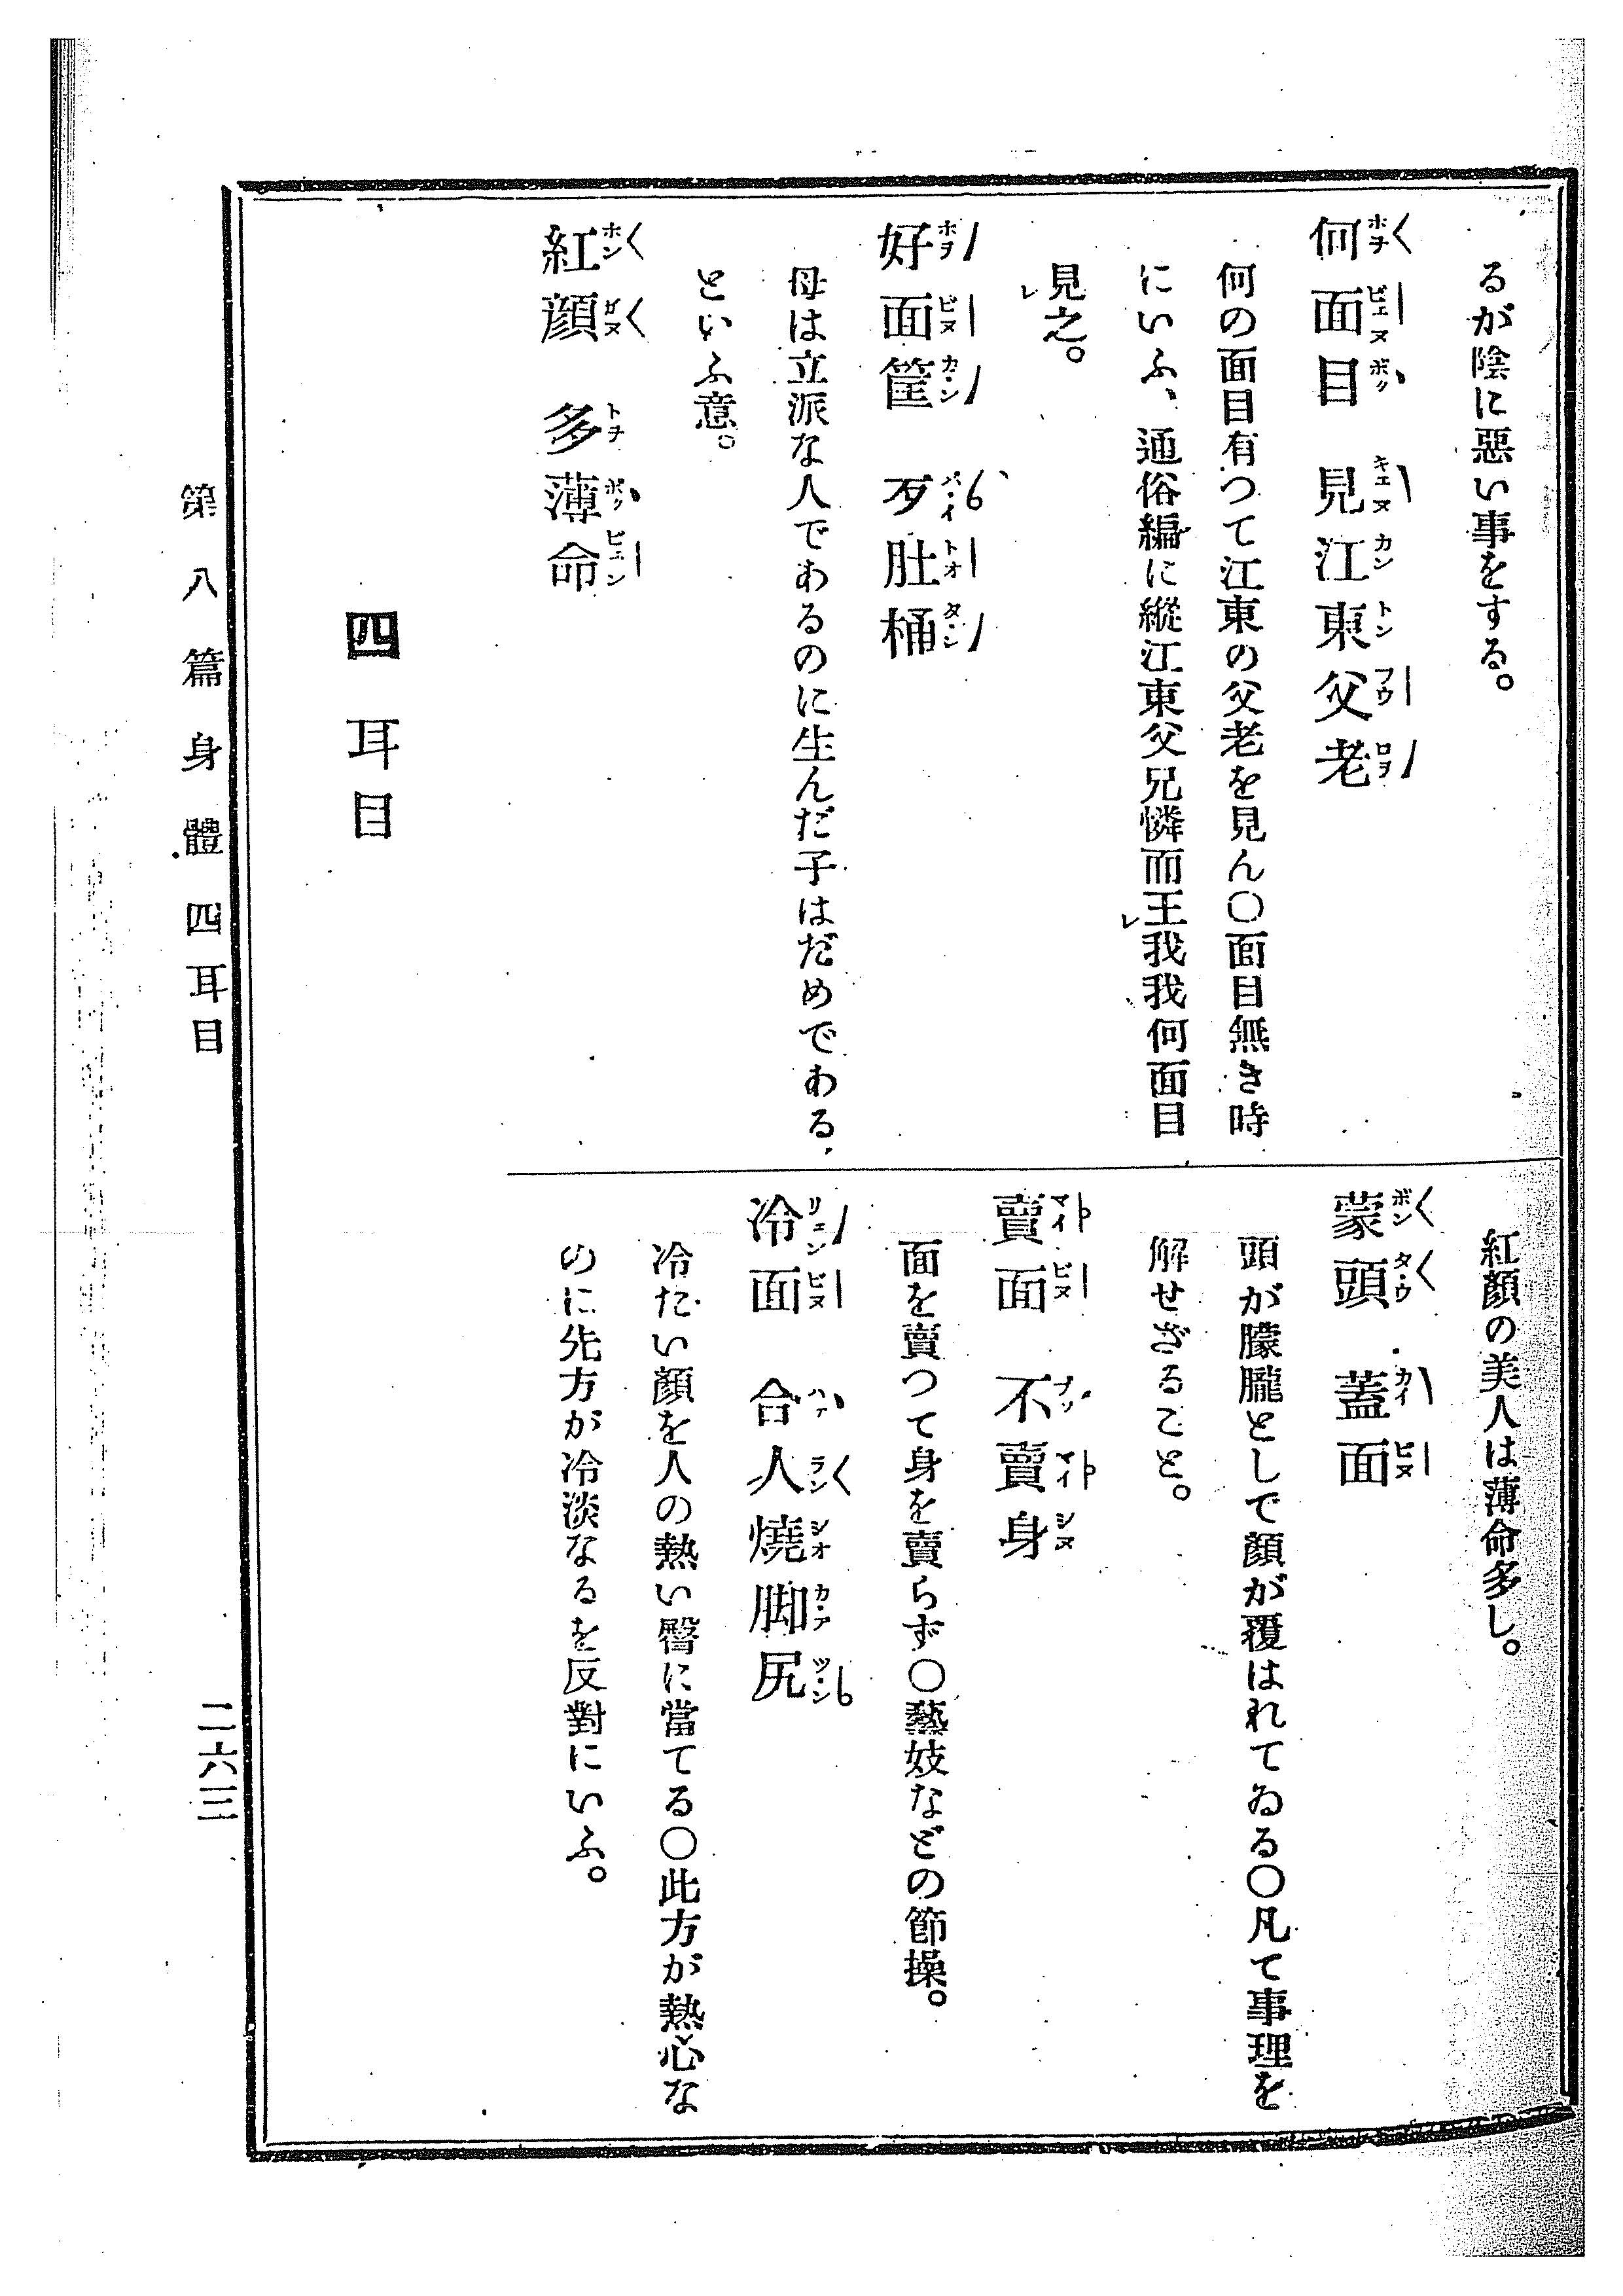 るが陰に惡い事をする。
何面目　見江東父老
何の面目有つて江東の父老を見ん〇面目無き時
にいふ、通俗編に縱江東父兄憐而王レ我我何面目
見レ之。
好面筐　歹肚桶
母は立派な人であるのに生んだ子はだめである、
といふ意。
紅顔　多薄命
紅顏の美人は薄命多し。
蒙頭　蓋面
頭が朦朧としで顏が覆はれてゐる〇凡て事理を
解せざること。
賣面　不賣身
面を賣つて身を賣らず〇藝妓などの節操。
冷面　合人燒脚尻
冷たい顏を人の熱い臀に當てる〇此方が熱心な
のに先方が冷淡なるを反對にいふ。
四　耳目
第八篇　身體　四耳目
二六三